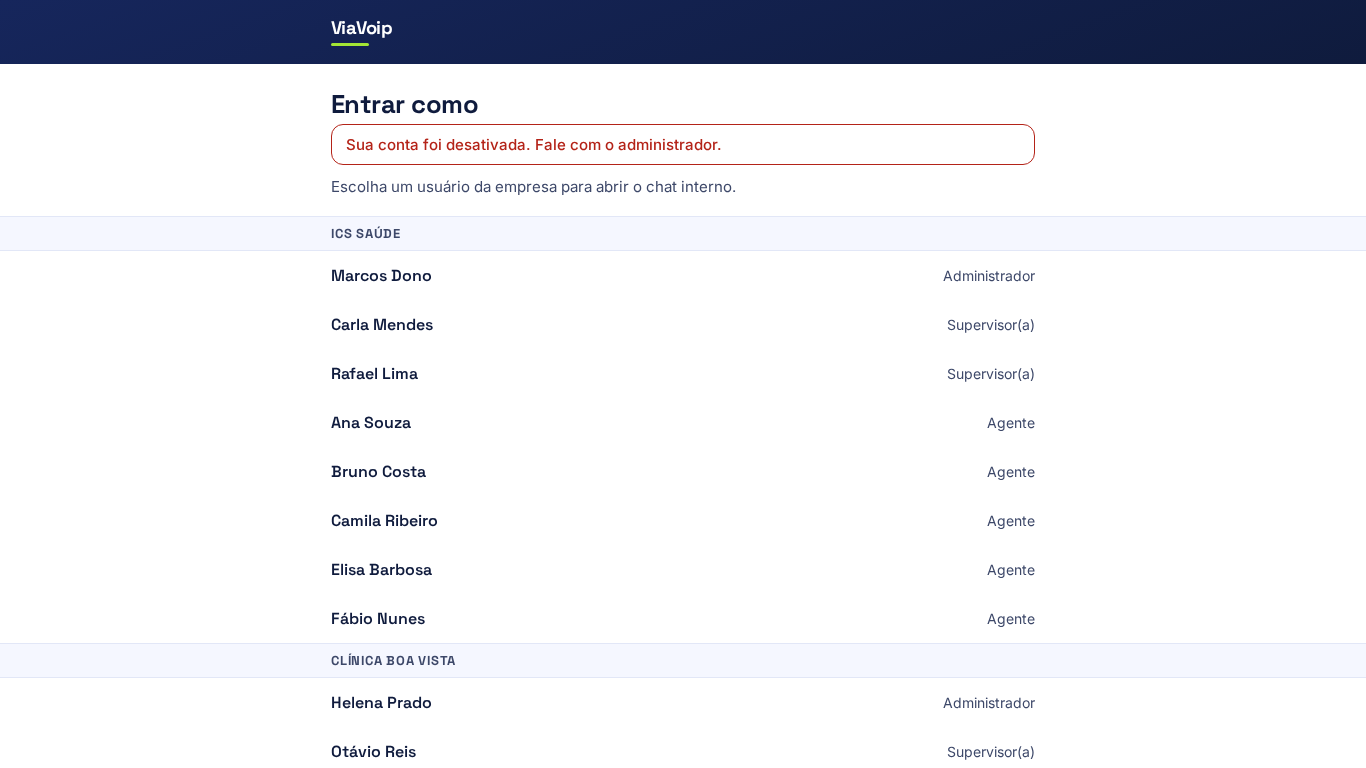 ViaVoip
Entrar como
Sua conta foi desativada. Fale com o administrador.
Escolha um usuário da empresa para abrir o chat interno.
ICS SAÚDE
Marcos Dono Administrador
Carla Mendes Supervisor(a)
Rafael Lima Supervisor(a)
Ana Souza Agente
Bruno Costa Agente
Camila Ribeiro Agente
Elisa Barbosa Agente
Fábio Nunes Agente
CLÍNICA BOA VISTA
Helena Prado Administrador
Otávio Reis Supervisor(a)